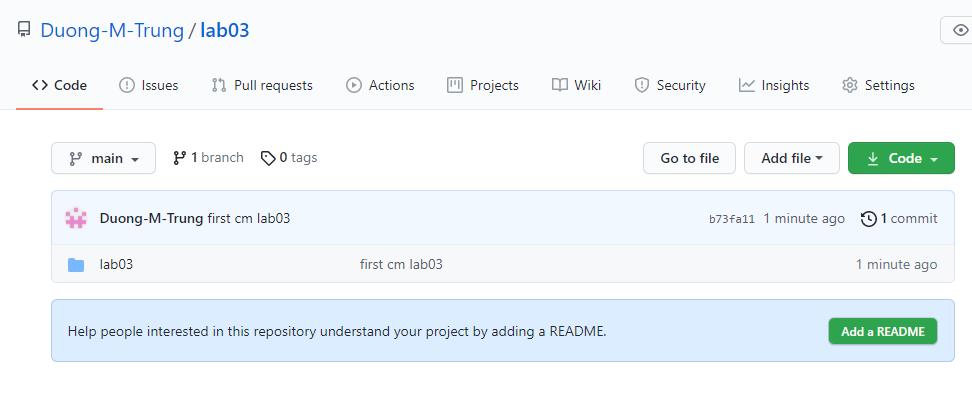 Duong-M-Trung / lab03
Code Issues Pull requests Actions Projects Wiki Security Insights Settings
main 1 branch 0 tags Go to file Add file Code
Duong-M-Trung first cm lab03 b73fa11 1 minute ago 1 commit
lab03 first cm lab03 1 minute ago
Help people interested in this repository understand your project by adding a README. Add a README